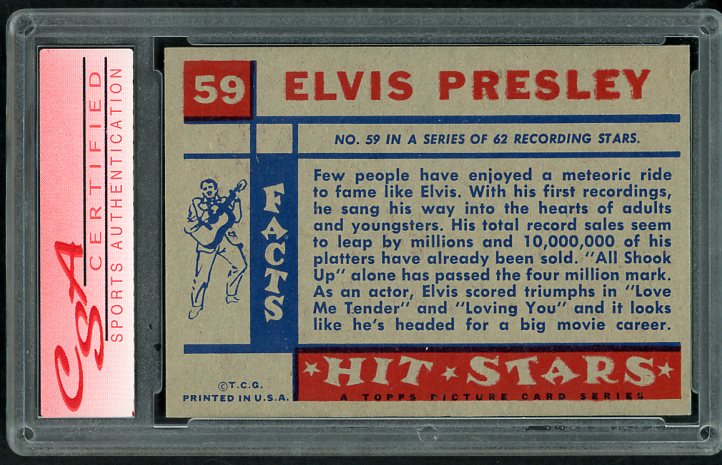 CSA
CERTIFIED
SPORTS AUTHENTICATION
59
ELVIS PRESLEY
NO. 59 IN A SERIES OF 62 RECORDING STARS.
FACTS
Few people have enjoyed a meteoric ride
to fame like Elvis. With his first recordings,
he sang his way into the hearts of adults
and youngsters. His total record sales seem
to leap by millions and 10,000,000 of his
platters have already been sold. "All Shook
Up" alone has passed the four million mark.
As an actor, Elvis scored triumphs in "Love
Me Tender" and "Loving You" and it looks
like he's headed for a big movie career.
©T.C.G.
PRINTED IN U.S.A.
HIT STARS
A TOPPS PICTURE CARD SERIES